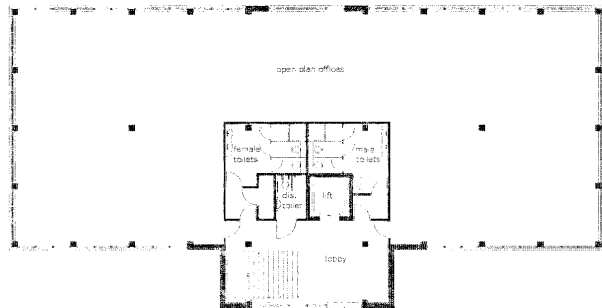 open plan offices
female
toilets
male
toilets
dis.
toilet
lift
lobby